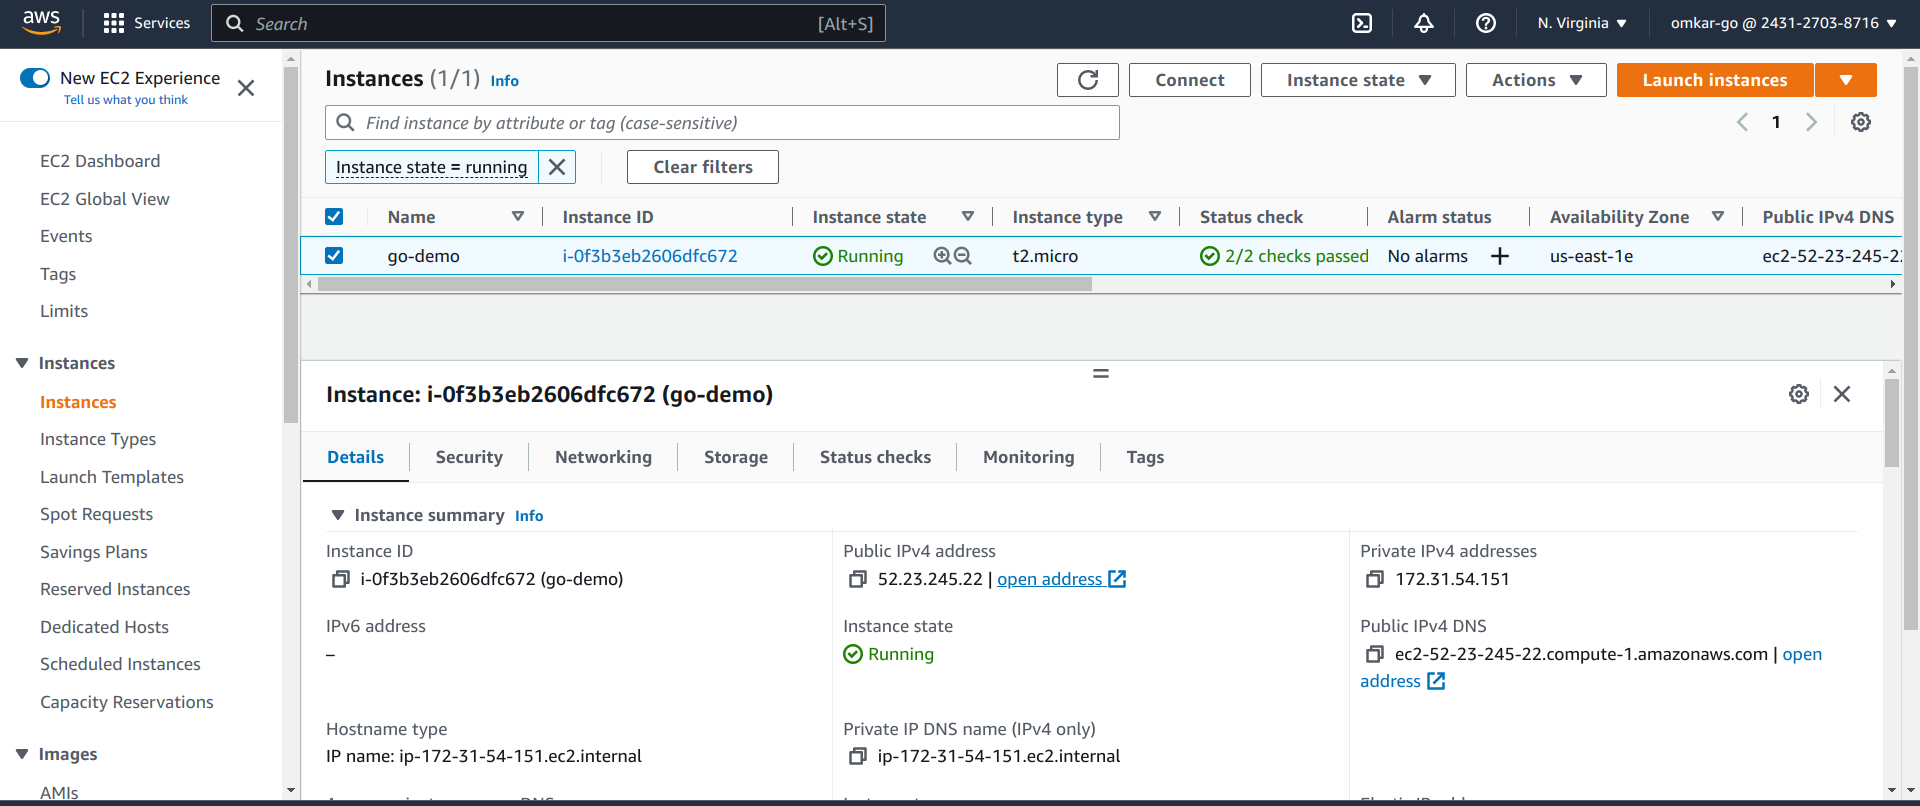 aws
Services
Search
[Alt+S]
N. Virginia
omkar-go @ 2431-2703-8716
New EC2 Experience
Tell us what you think
EC2 Dashboard
EC2 Global View
Events
Tags
Limits
Instances
Instances
Instance Types
Launch Templates
Spot Requests
Savings Plans
Reserved Instances
Dedicated Hosts
Scheduled Instances
Capacity Reservations
Images
AMIs
Instances (1/1) Info
Connect
Instance state
Actions
Launch instances
Find instance by attribute or tag (case-sensitive)
1
Instance state = running
Clear filters
Name Instance ID Instance state Instance type Status check Alarm status Availability Zone Public IPv4 DNS
go-demo i-0f3b3eb2606dfc672 Running t2.micro 2/2 checks passed No alarms us-east-1e ec2-52-23-245-22
Instance: i-0f3b3eb2606dfc672 (go-demo)
Details Security Networking Storage Status checks Monitoring Tags
Instance summary Info
Instance ID
i-0f3b3eb2606dfc672 (go-demo)
Public IPv4 address
52.23.245.22 | open address
Private IPv4 addresses
172.31.54.151
IPv6 address
–
Instance state
Running
Public IPv4 DNS
ec2-52-23-245-22.compute-1.amazonaws.com | open
address
Hostname type
IP name: ip-172-31-54-151.ec2.internal
Private IP DNS name (IPv4 only)
ip-172-31-54-151.ec2.internal